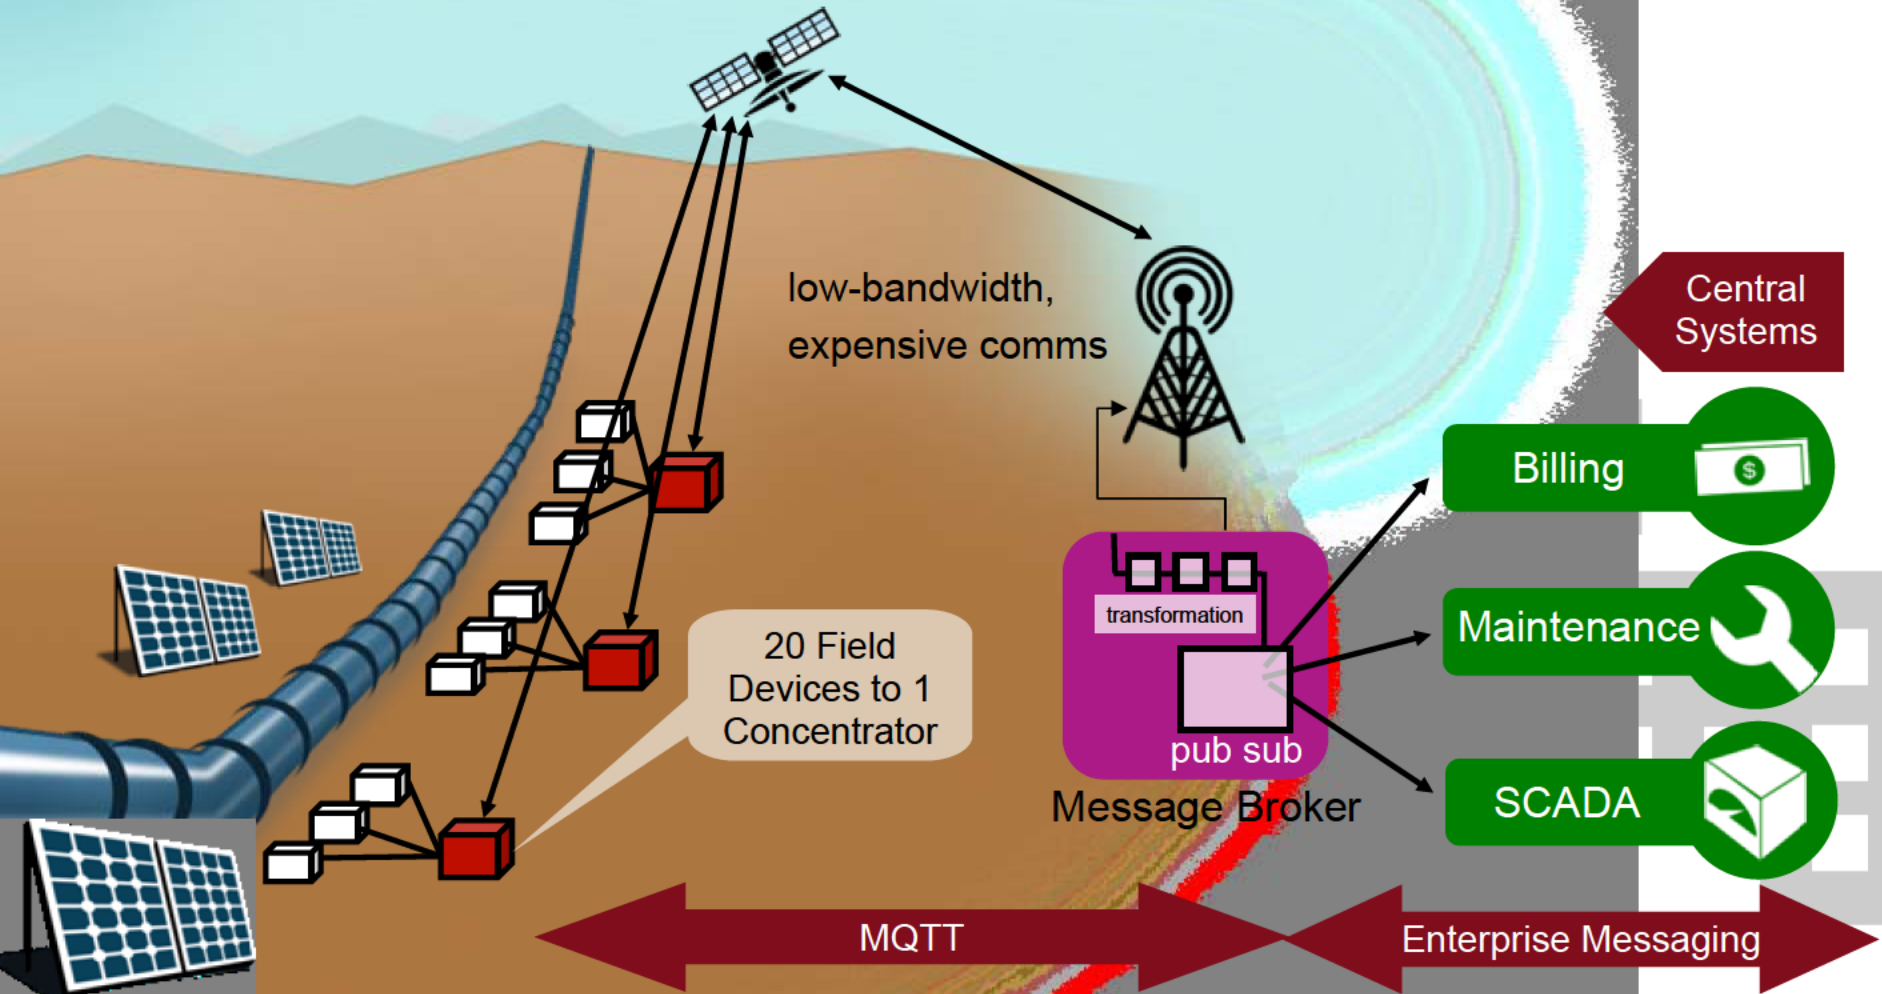 low-bandwidth,
expensive comms
Central
Systems
Billing
$
transformation
Maintenance
20 Field
Devices to 1
Concentrator
pub sub
Message Broker
SCADA
MQTT
Enterprise Messaging